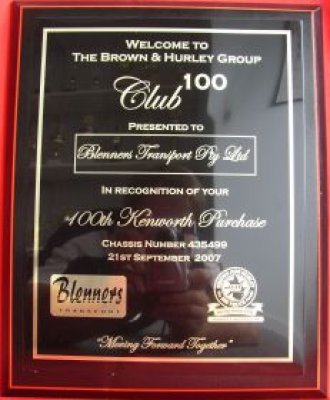 WELCOME TO
THE BROWN & HURLEY GROUP
Club 100
PRESENTED TO
Blenners Transport Pty Ltd
IN RECOGNITION OF YOUR
100th Kenworth Purchase
CHASSIS NUMBER 435499
21ST SEPTEMBER 2007
Blenners
TRANSPORT
"Moving Forward Together"